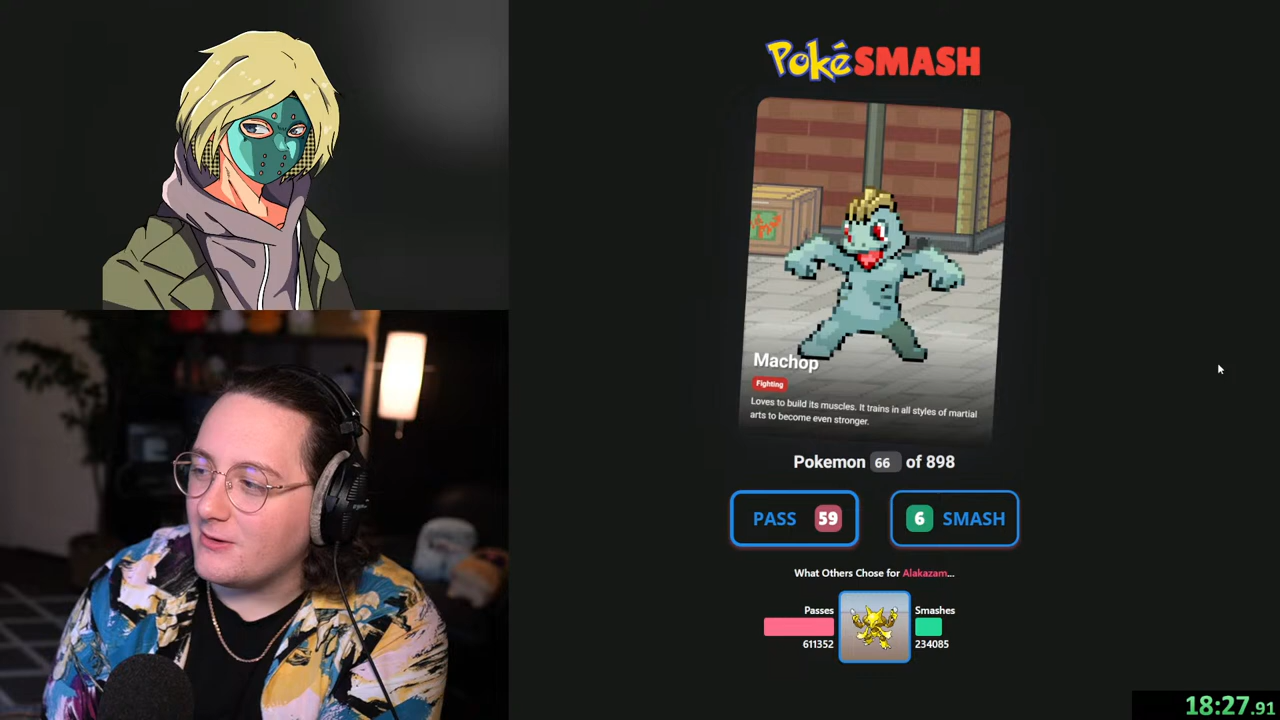 PokéSMASH
Machop
Fighting
Loves to build its muscles. It trains in all styles of martial
arts to become even stronger.
Pokemon 66 of 898
PASS 59
6 SMASH
What Others Chose for Alakazam...
Passes
Smashes
611352
234085
18:27.91